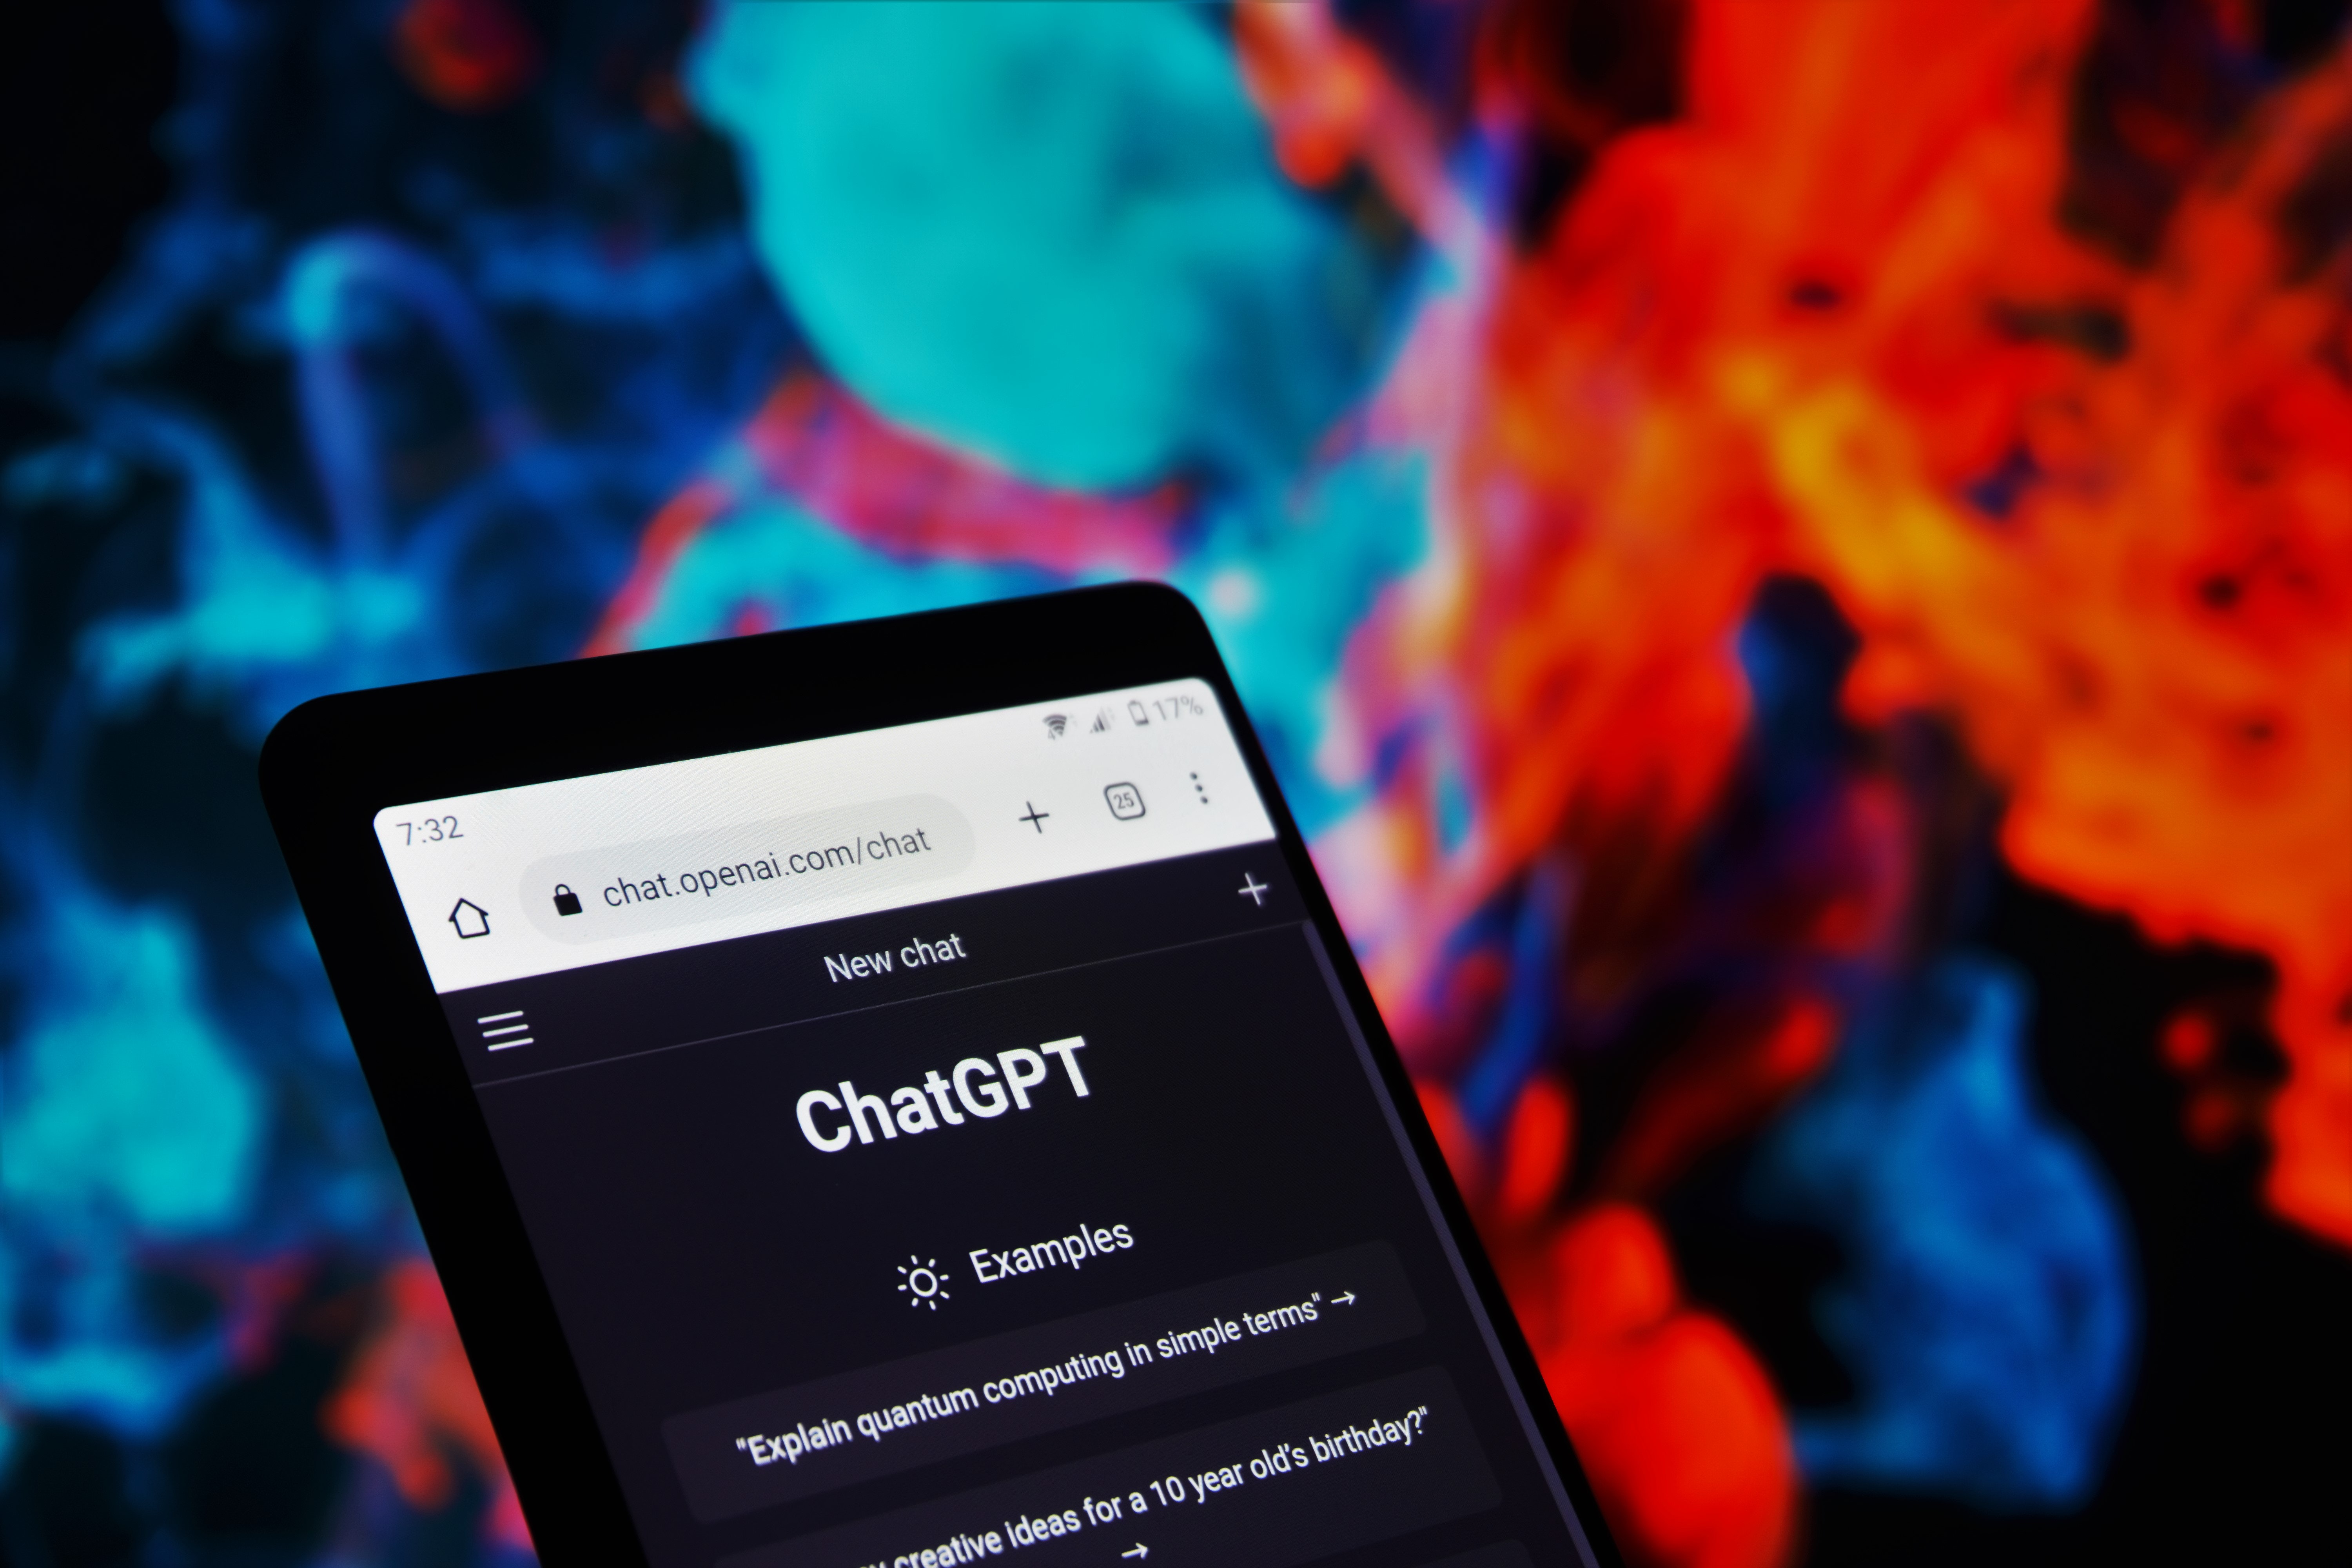 7:32 17%
chat.openai.com/chat 25
New chat
ChatGPT
Examples
"Explain quantum computing in simple terms" →
creative ideas for a 10 year old's birthday?"
→